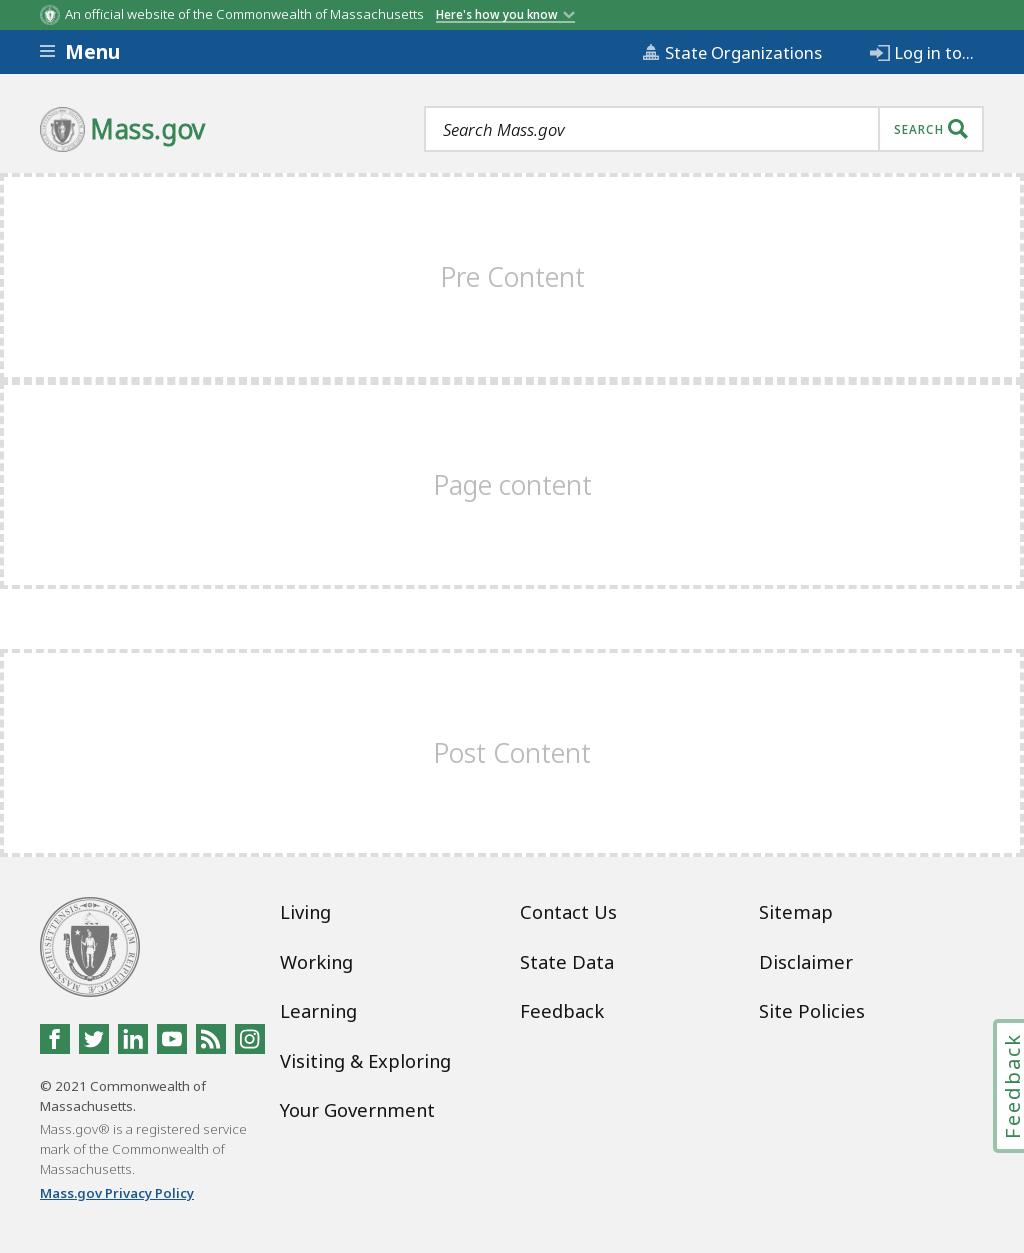 An official website of the Commonwealth of Massachusetts Here's how you know
Menu State Organizations Log in to...
Mass.gov Search Mass.gov SEARCH
Pre Content
Page content
Post Content
Living Contact Us Sitemap
Working State Data Disclaimer
Learning Feedback Site Policies
Visiting & Exploring
Your Government
© 2021 Commonwealth of
Massachusetts.
Mass.gov® is a registered service
mark of the Commonwealth of
Massachusetts.
Mass.gov Privacy Policy
Feedback